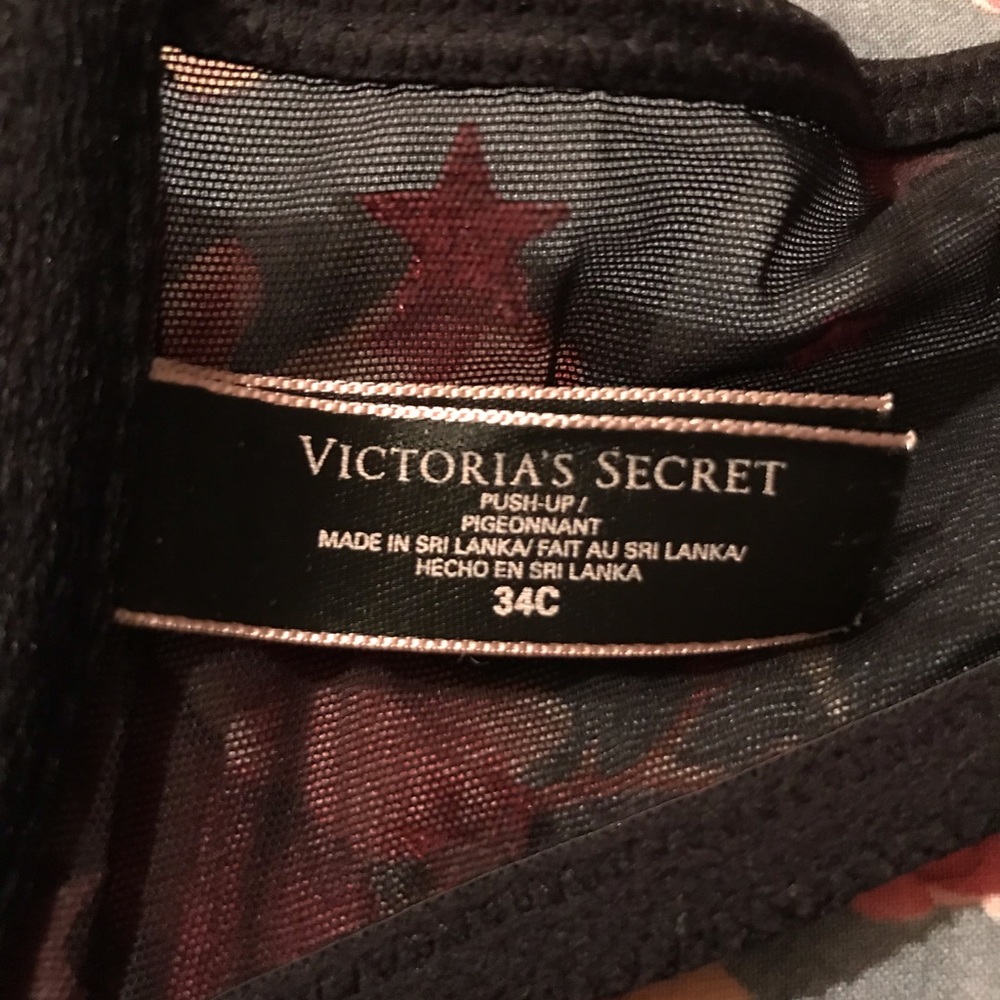 VICTORIA'S SECRET
PUSH-UP /
PIGEONNANT
MADE IN SRI LANKA/ FAIT AU SRI LANKA/
HECHO EN SRI LANKA
34C